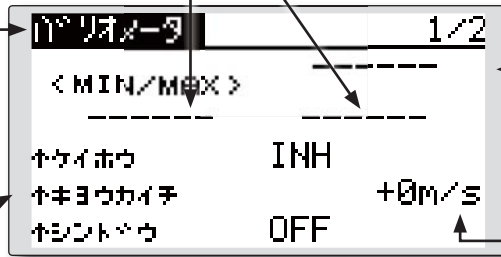 バリオメータ 1/2
------
<MIN/MAX>
------ ------
↑ケイホウ INH
↑キョウカイチ +0m/s
↑シンドウ OFF